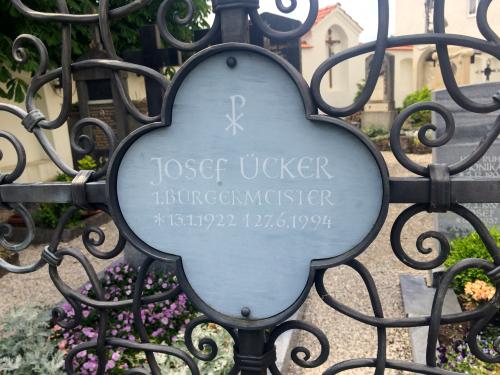 JOSEF ÜCKER
1.BÜRGERMEISTER
*13.1.1922 †27.6.1994